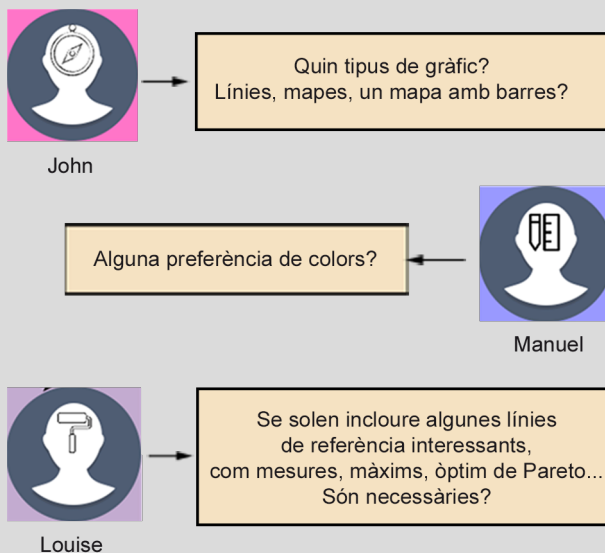 Quin tipus de gràfic?
Línies, mapes, un mapa amb barres?
John
Alguna preferència de colors?
Manuel
Se solen incloure algunes línies
de referència interessants,
com mesures, màxims, òptim de Pareto...
Són necessàries?
Louise